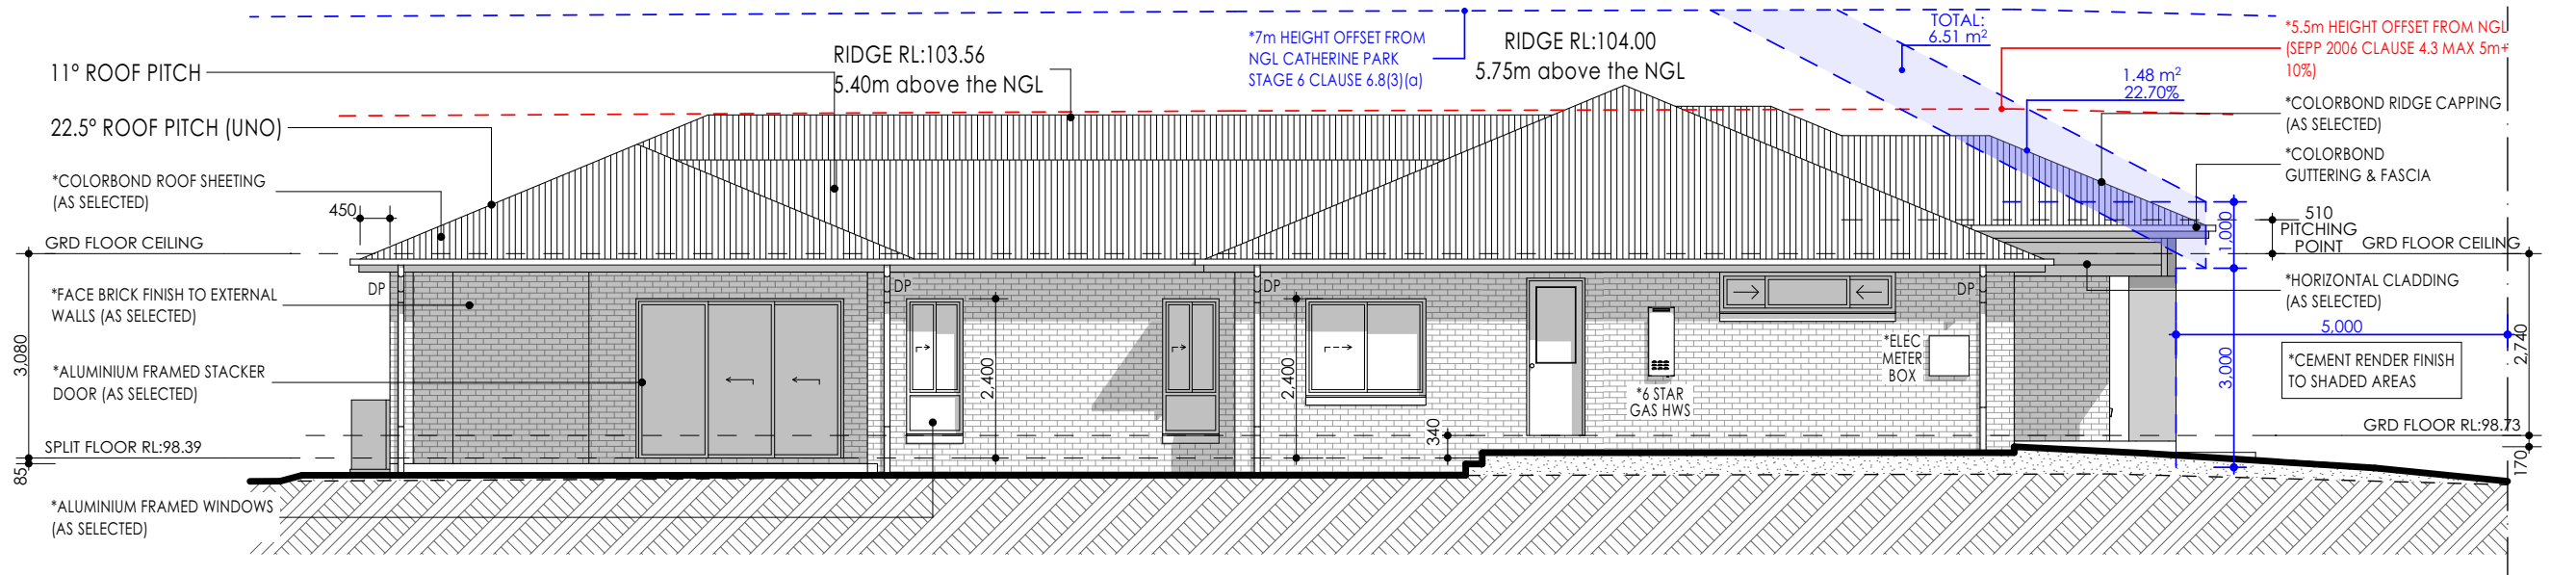 11° ROOF PITCH
22.5° ROOF PITCH (UNO)
*COLORBOND ROOF SHEETING
(AS SELECTED)
450
GRD FLOOR CEILING
*FACE BRICK FINISH TO EXTERNAL
WALLS (AS SELECTED)
3,080
*ALUMINIUM FRAMED STACKER
DOOR (AS SELECTED)
SPLIT FLOOR RL:98.39
85
*ALUMINIUM FRAMED WINDOWS
(AS SELECTED)
RIDGE RL:103.56
5.40m above the NGL
*7m HEIGHT OFFSET FROM
NGL CATHERINE PARK
STAGE 6 CLAUSE 6.8(3)(a)
RIDGE RL:104.00
5.75m above the NGL
TOTAL:
6.51 m²
1.48 m²
22.70%
DP
DP
2,400
DP
2,400
340
*6 STAR
GAS HWS
*ELEC
METER
BOX
DP
*5.5m HEIGHT OFFSET FROM NGL
(SEPP 2006 CLAUSE 4.3 MAX 5m+
10%)
*COLORBOND RIDGE CAPPING
(AS SELECTED)
*COLORBOND
GUTTERING & FASCIA
1,000
510
PITCHING
POINT
GRD FLOOR CEILING
*HORIZONTAL CLADDING
(AS SELECTED)
5,000
3,000
2,740
*CEMENT RENDER FINISH
TO SHADED AREAS
GRD FLOOR RL:98.73
170